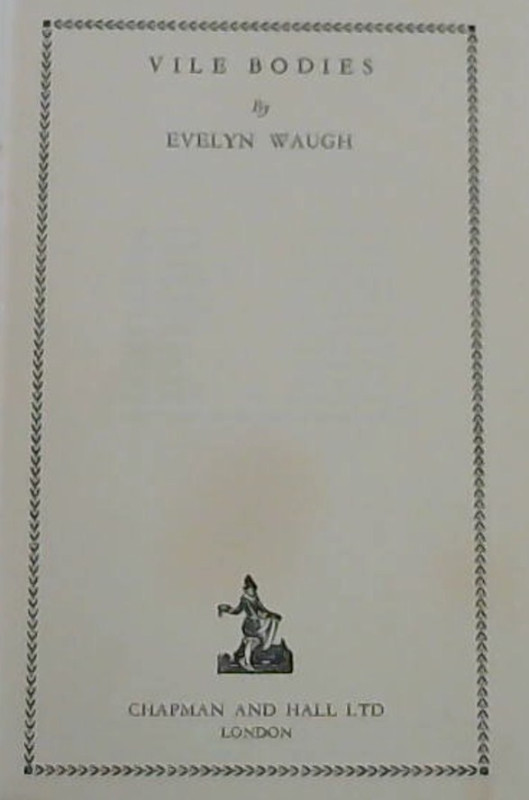 VILE BODIES
By
EVELYN WAUGH
CHAPMAN AND HALL LTD
LONDON